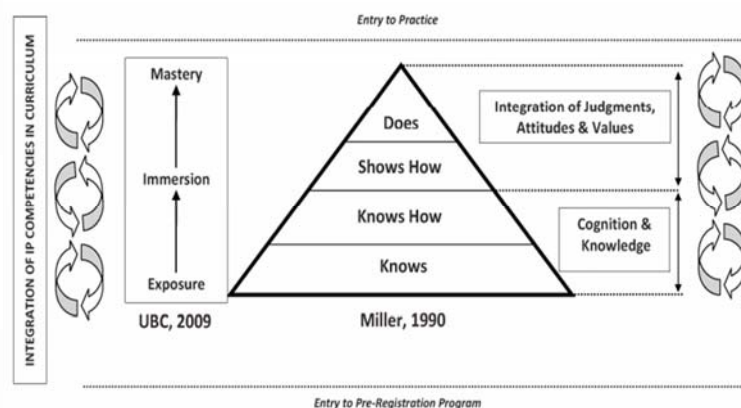 Entry to Practice
INTEGRATION OF IP COMPETENCIES IN CURRICULUM
Mastery
Immersion
Exposure
UBC, 2009
Does
Shows How
Knows How
Knows
Miller, 1990
Integration of Judgments,
Attitudes & Values
Cognition &
Knowledge
Entry to Pre-Registration Program